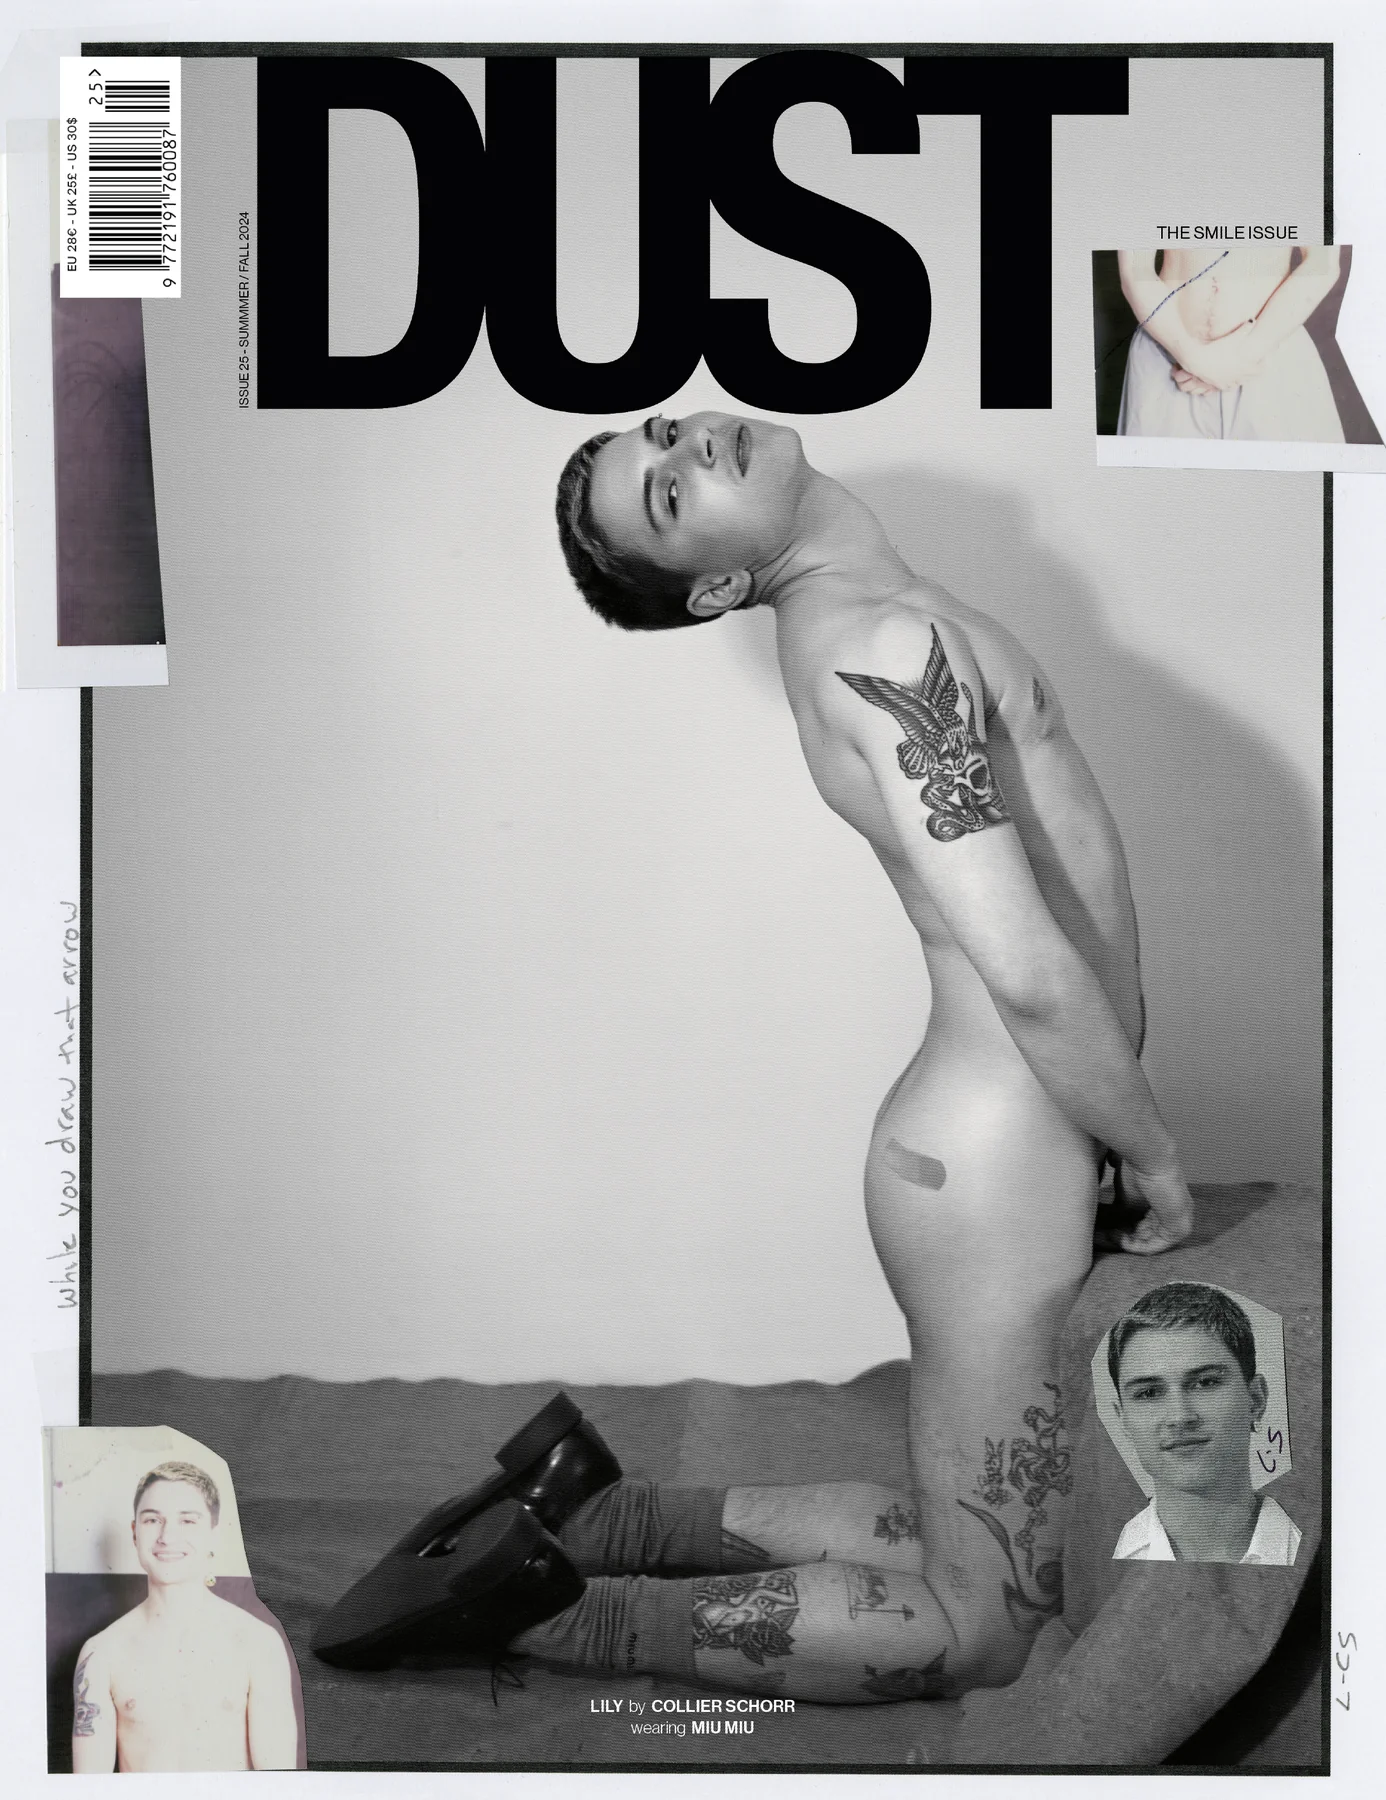 DUST
25>
EU 28€ - UK 25£ - US 30$
9 772191 760087
ISSUE 25 - SUMMMER / FALL 2024
THE SMILE ISSUE
while you draw that arrow
C.S
LILY by COLLIER SCHORR
wearing MIU MIU